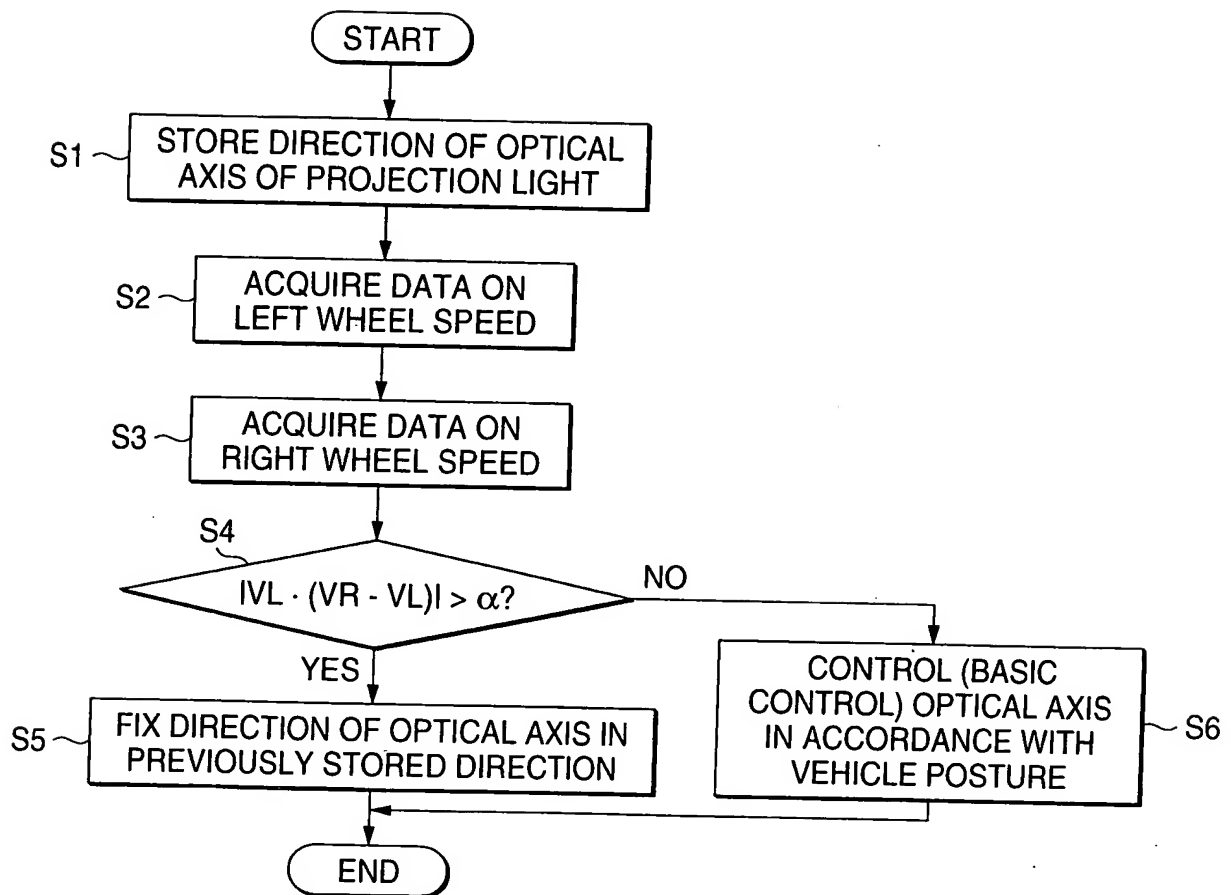 START
S1
STORE DIRECTION OF OPTICAL
AXIS OF PROJECTION LIGHT
S2
ACQUIRE DATA ON
LEFT WHEEL SPEED
S3
ACQUIRE DATA ON
RIGHT WHEEL SPEED
S4
|VL · (VR - VL)| > α?
NO
YES
S5
FIX DIRECTION OF OPTICAL AXIS IN
PREVIOUSLY STORED DIRECTION
CONTROL (BASIC
CONTROL) OPTICAL AXIS
IN ACCORDANCE WITH
VEHICLE POSTURE
S6
END